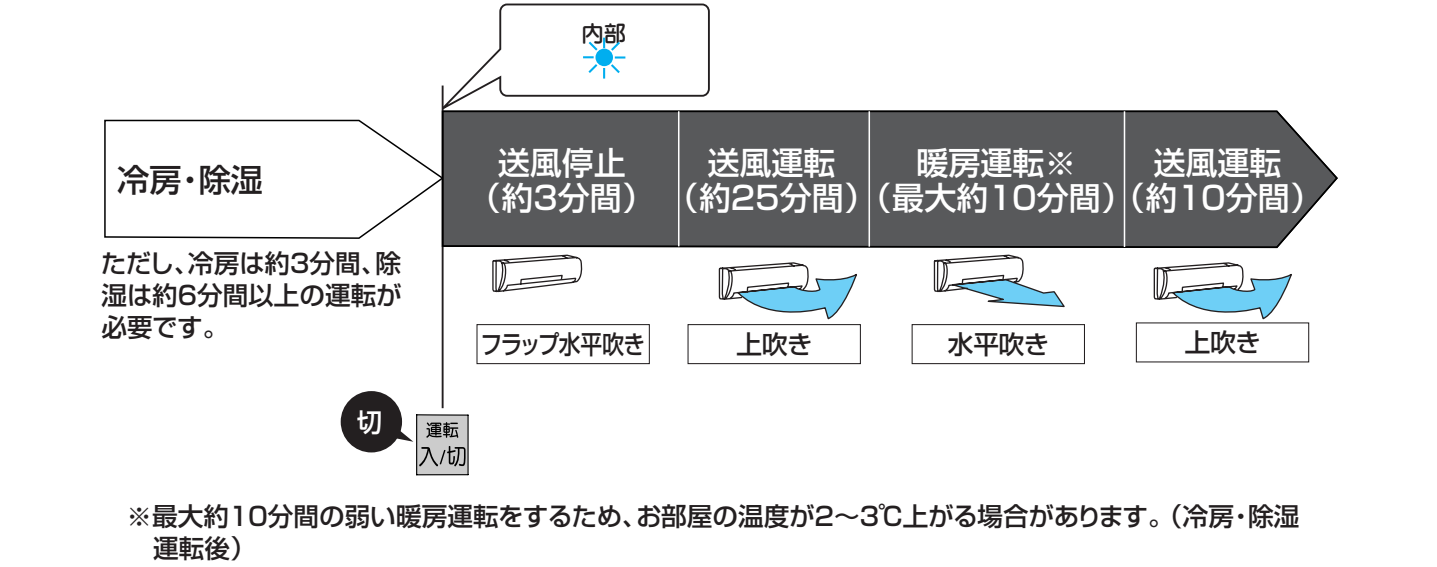 内部
冷房・除湿
送風停止
（約3分間）
送風運転
（約25分間）
暖房運転※
（最大約10分間）
送風運転
（約10分間）
ただし、冷房は約3分間、除
湿は約6分間以上の運転が
必要です。
フラップ水平吹き
上吹き
水平吹き
上吹き
切
運転
入/切
※最大約10分間の弱い暖房運転をするため、お部屋の温度が2～3℃上がる場合があります。（冷房・除湿
運転後）